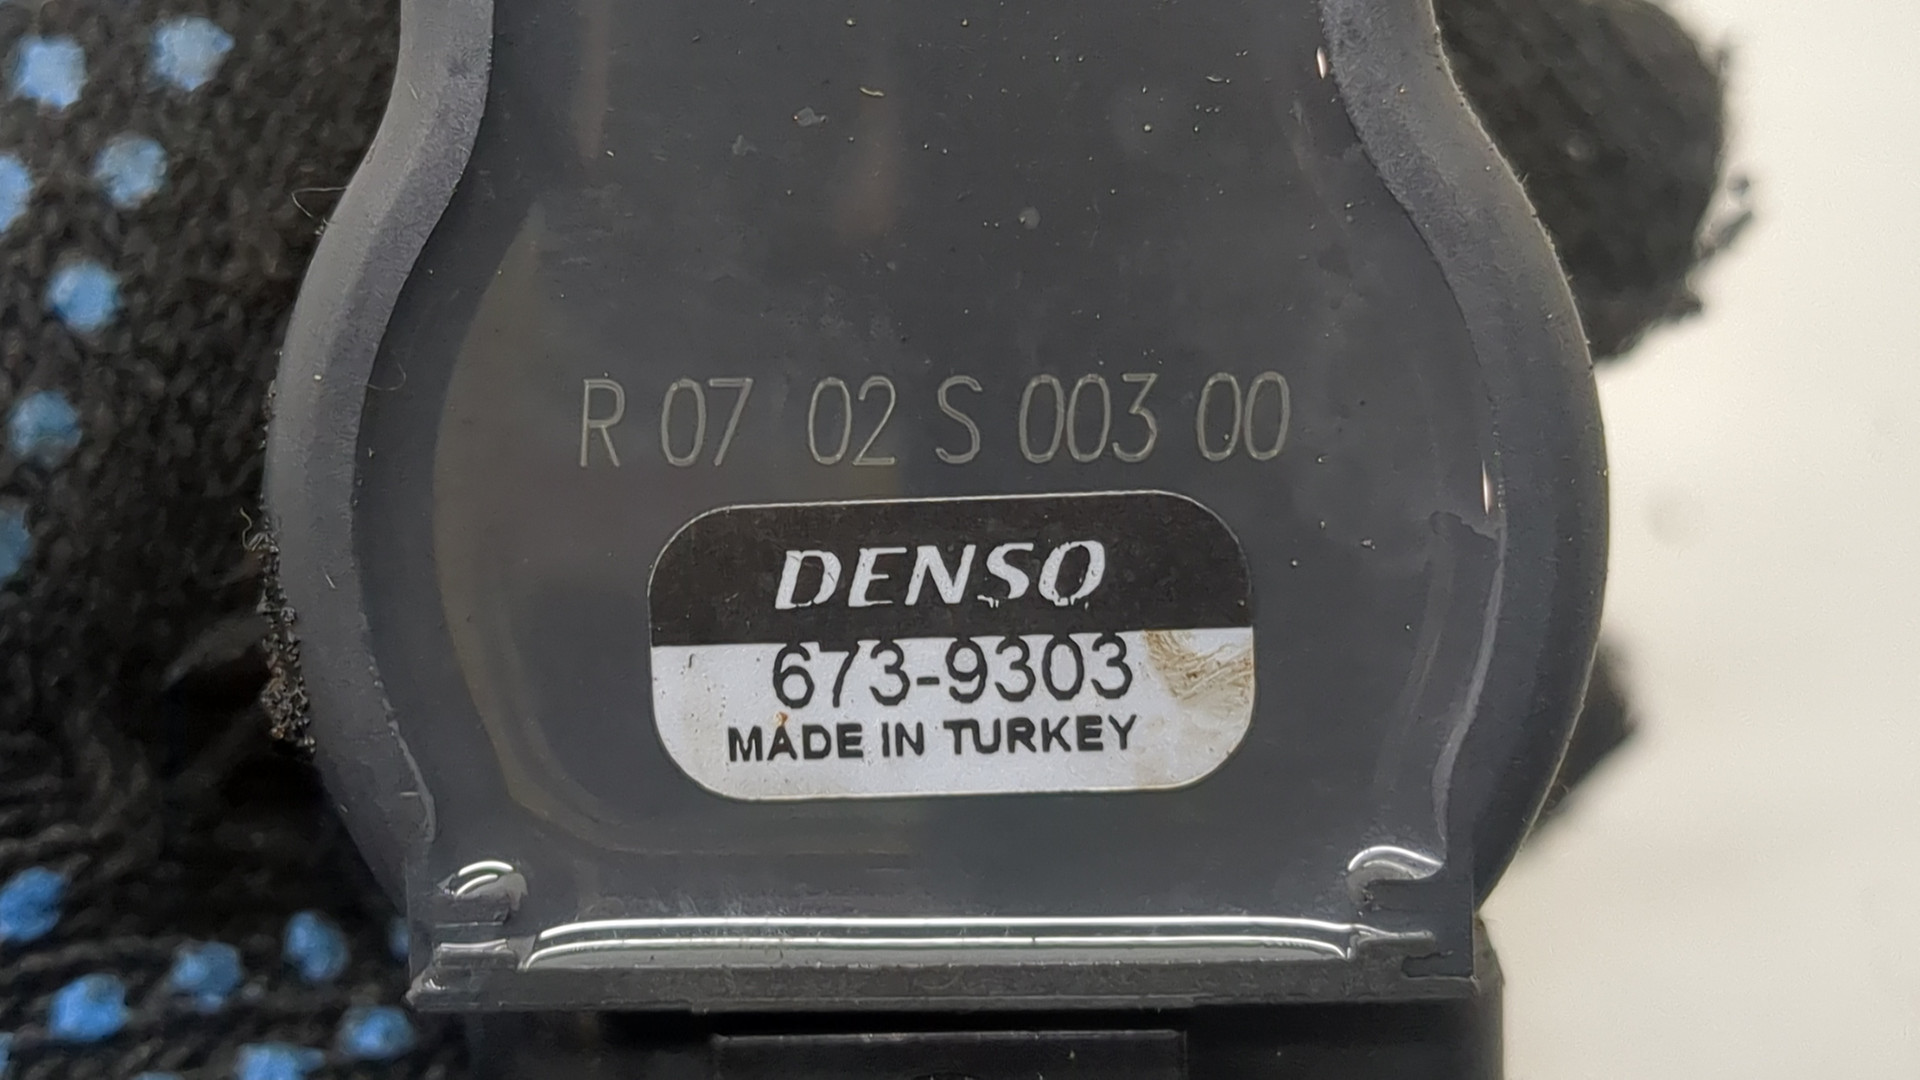 R 07 02 S 003 00
DENSO
673-9303
MADE IN TURKEY